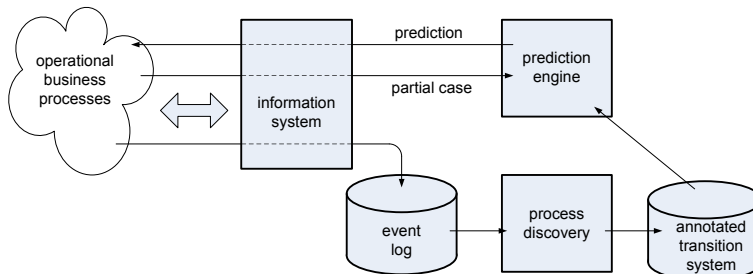 operational
business
processes
information
system
prediction
partial case
prediction
engine
event
log
process
discovery
annotated
transition
system